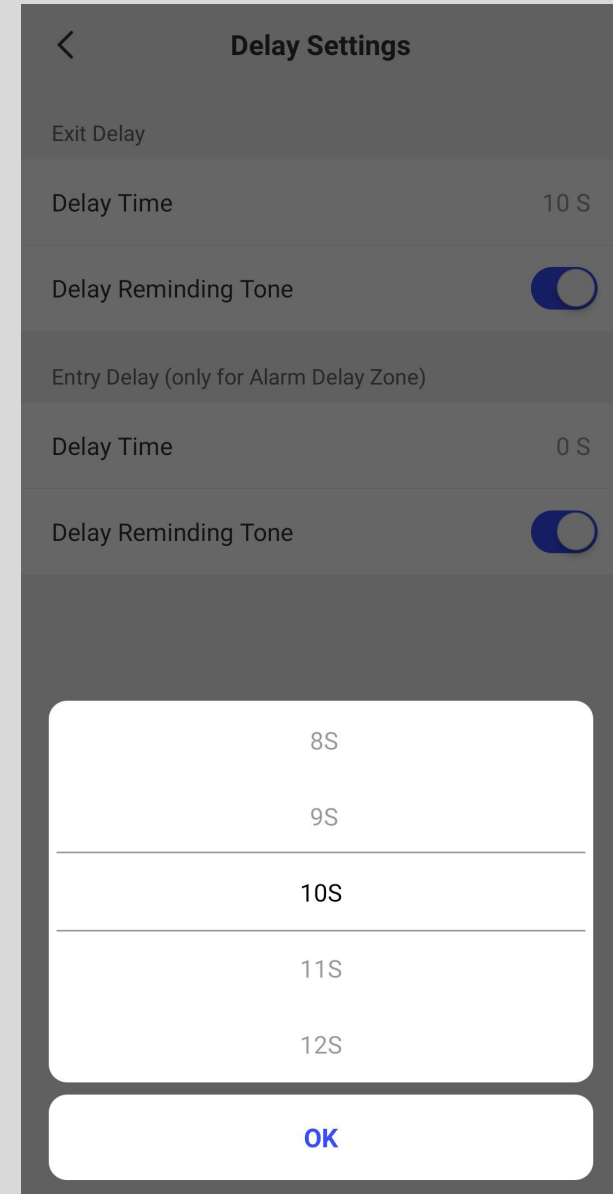 Delay Settings
Exit Delay
Delay Time 10 S
Delay Reminding Tone
Entry Delay (only for Alarm Delay Zone)
Delay Time 0 S
Delay Reminding Tone
8S
9S
10S
11S
12S
OK